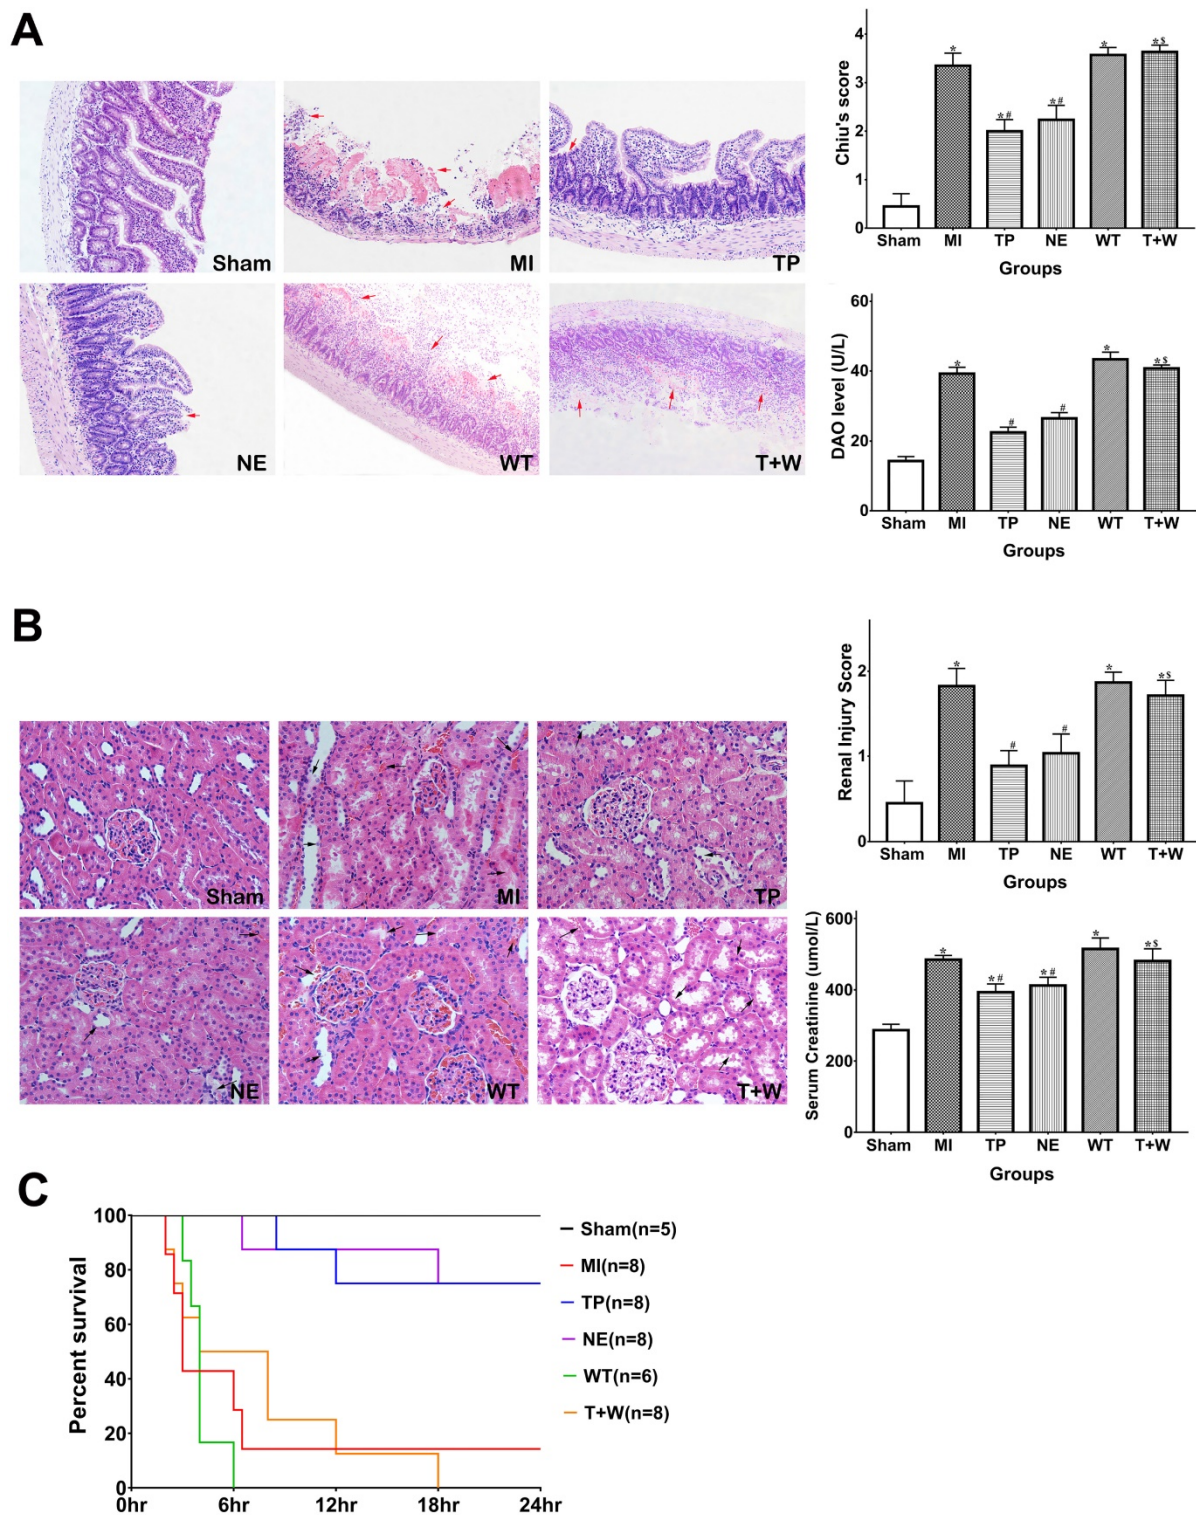 A
Sham
MI
TP
NE
WT
T+W
Chiu's score
4
3
2
1
0
*
*#
*#
*
*$
Sham MI TP NE WT T+W
Groups
DAO level (U/L)
60
40
20
0
*
#
#
*
*$
Sham MI TP NE WT T+W
Groups
B
Sham
MI
TP
NE
WT
T+W
Renal Injury Score
2
1
0
*
#
#
*
*$
Sham MI TP NE WT T+W
Groups
Serum Creatinine (umol/L)
600
400
200
0
*
*#
*#
*
*$
Sham MI TP NE WT T+W
Groups
C
Percent survival
100
80
60
40
20
0
0hr 6hr 12hr 18hr 24hr
Sham(n=5)
MI(n=8)
TP(n=8)
NE(n=8)
WT(n=6)
T+W(n=8)